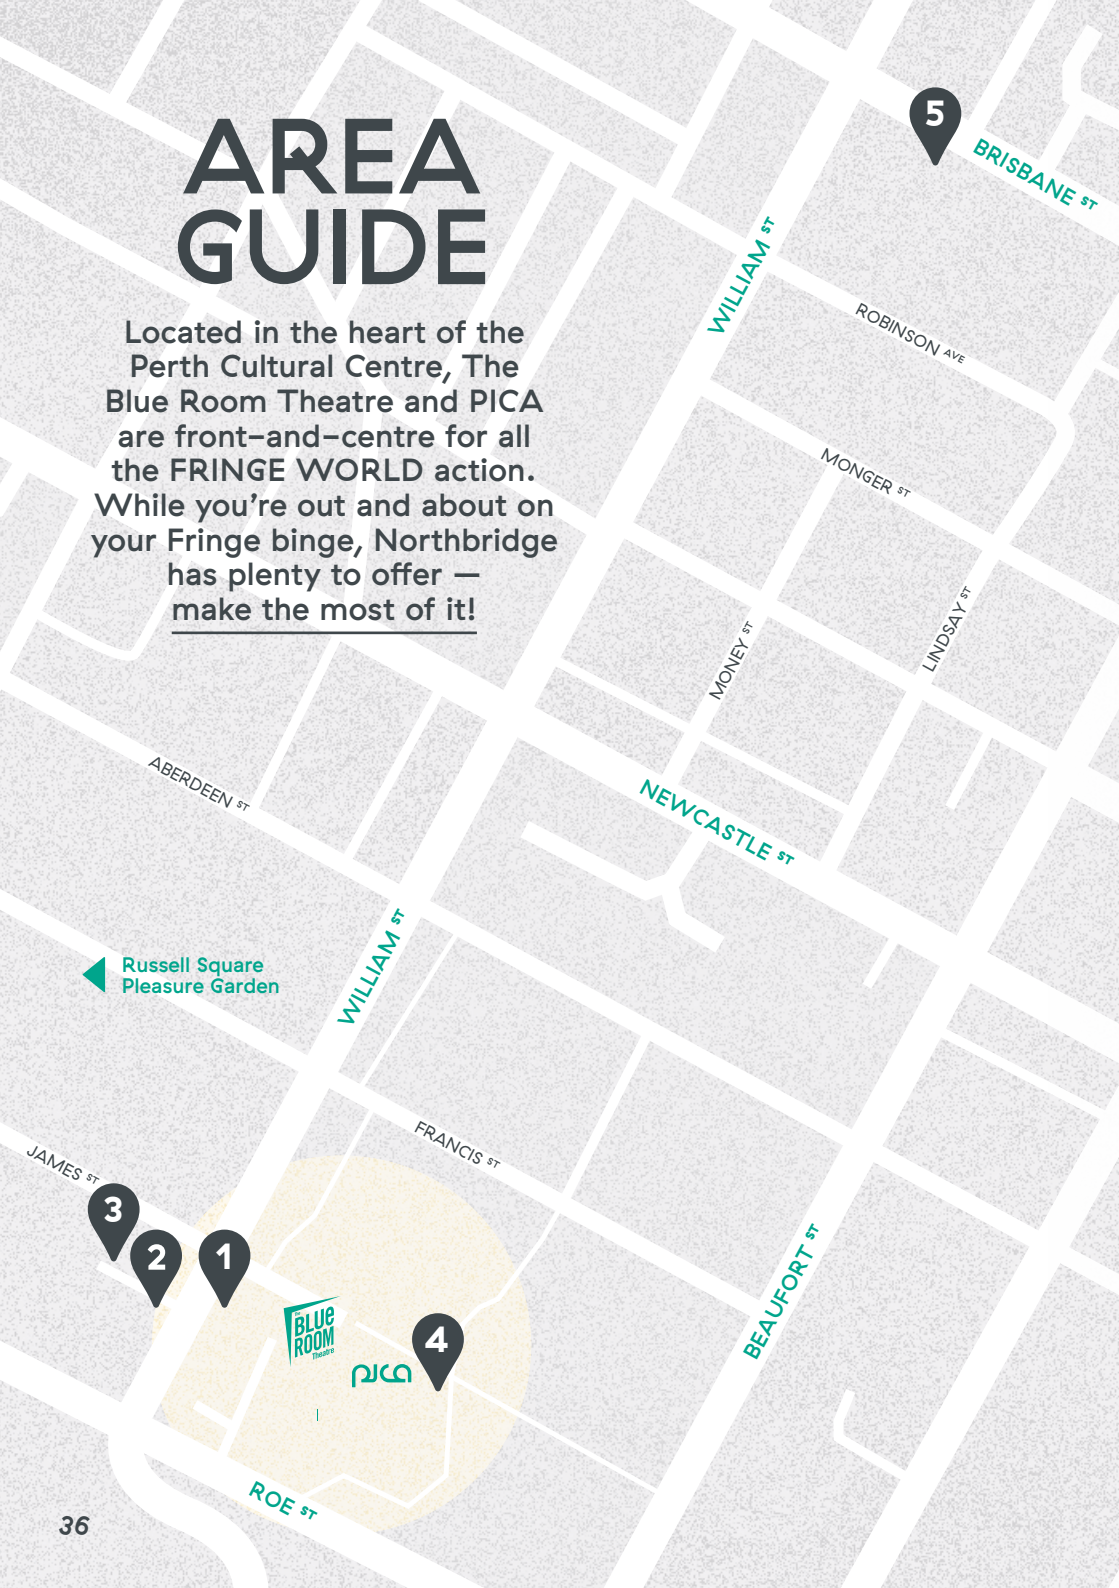 AREA
GUIDE
Located in the heart of the
Perth Cultural Centre, The
Blue Room Theatre and PICA
are front–and–centre for all
the FRINGE WORLD action.
While you're out and about on
your Fringe binge, Northbridge
has plenty to offer —
make the most of it!
5
BRISBANE ST
WILLIAM ST
ROBINSON AVE
MONGER ST
LINDSAY ST
MONEY ST
ABERDEEN ST
NEWCASTLE ST
WILLIAM ST
Russell Square
Pleasure Garden
FRANCIS ST
JAMES ST
3
2
1
BEAUFORT ST
the
BLUE
ROOM
Theatre
4
PICA
ROE ST
36